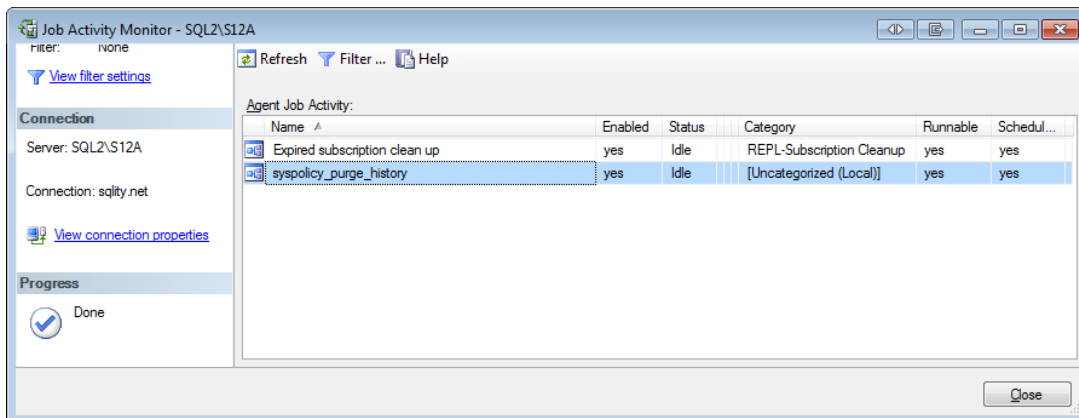 Job Activity Monitor - SQL2\S12A
Filter: None
View filter settings
Connection
Server: SQL2\S12A
Connection: sqlity.net
View connection properties
Progress
Done
Refresh Filter ... Help
Agent Job Activity:
Name Enabled Status Category Runnable Schedul...
Expired subscription clean up yes Idle REPL-Subscription Cleanup yes yes
syspolicy_purge_history yes Idle [Uncategorized (Local)] yes yes
Close